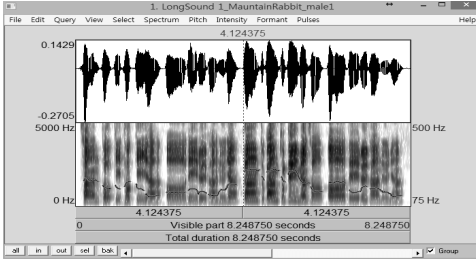 1. LongSound 1_MauntainRabbit_male1
File Edit Query View Select Spectrum Pitch Intensity Formant Pulses Help
4.124375
0.1429
-0.2705
5000 Hz 500 Hz
0 Hz 75 Hz
4.124375 4.124375
0 Visible part 8.248750 seconds 8.248750
Total duration 8.248750 seconds
all in out sel bak Group